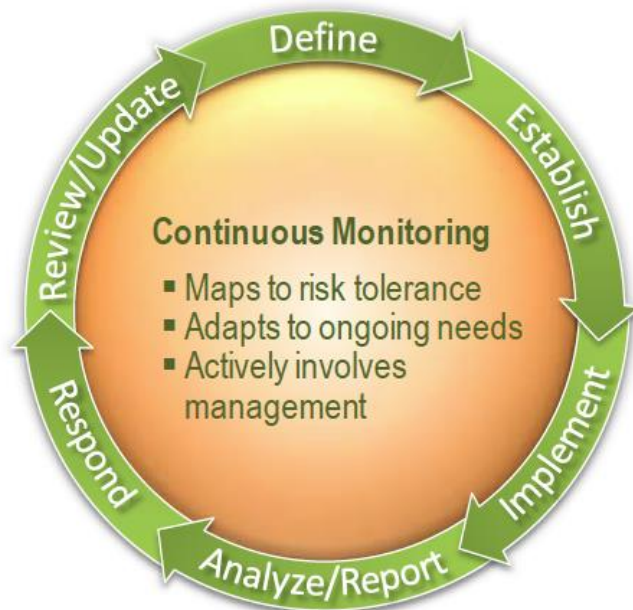 Define
Establish
Implement
Analyze/Report
Respond
Review/Update
Continuous Monitoring
▪ Maps to risk tolerance
▪ Adapts to ongoing needs
▪ Actively involves
management